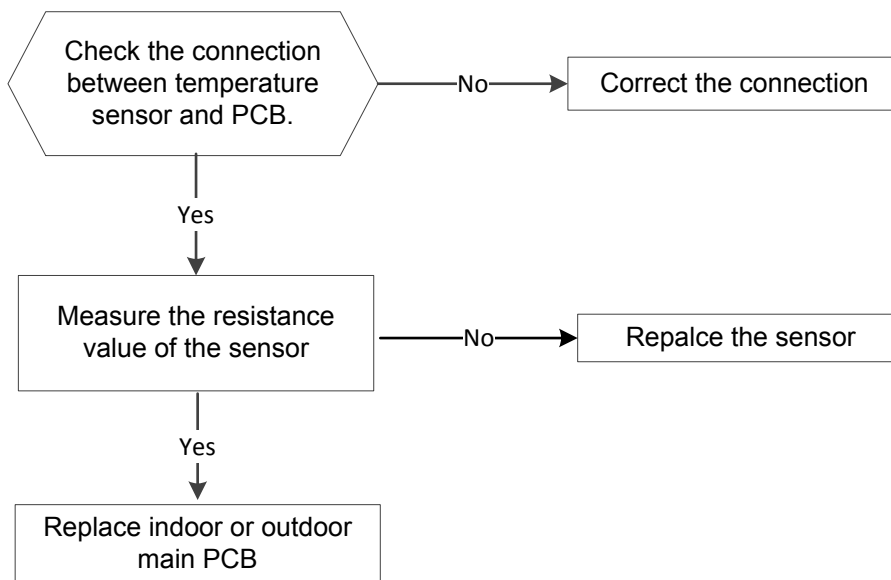 Check the connection
between temperature
sensor and PCB.
No
Correct the connection
Yes
Measure the resistance
value of the sensor
No
Repalce the sensor
Yes
Replace indoor or outdoor
main PCB